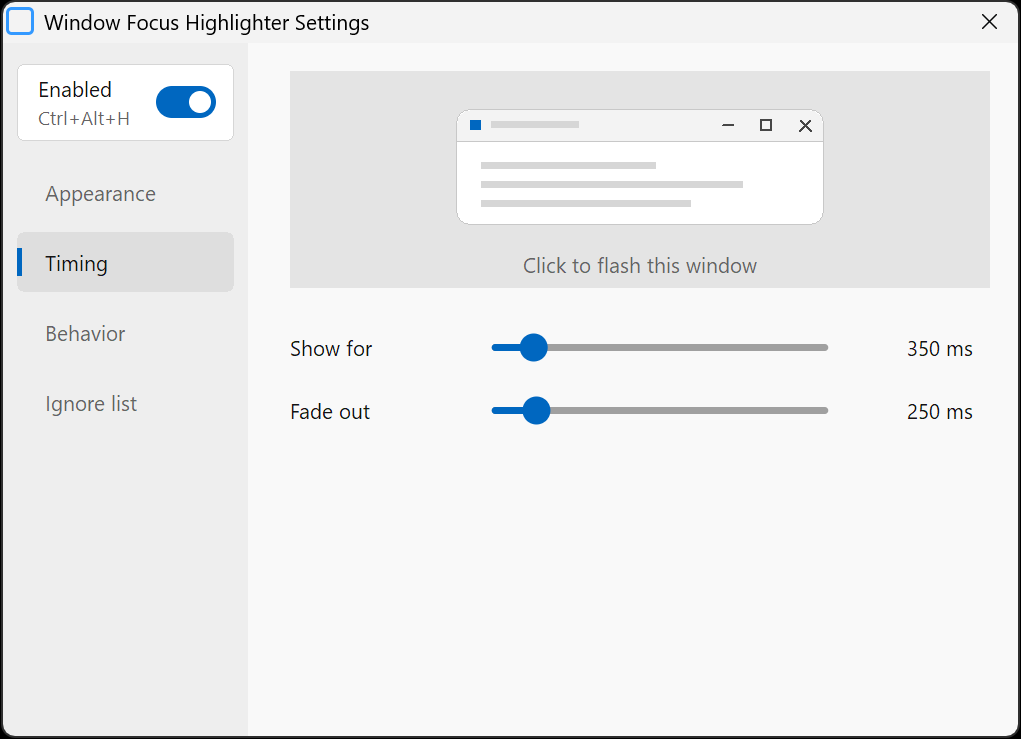 Window Focus Highlighter Settings
Enabled
Ctrl+Alt+H
Appearance
Timing
Behavior
Ignore list
Click to flash this window
Show for 350 ms
Fade out 250 ms